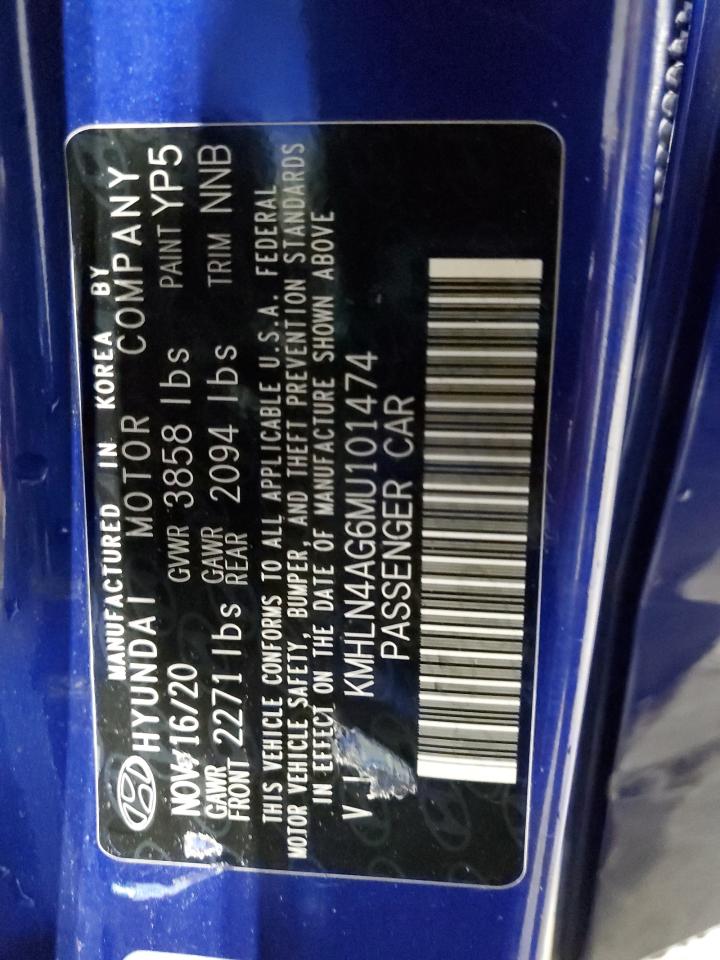 MANUFACTURED IN KOREA BY
HYUNDAI MOTOR COMPANY
NOV/16/20 GVWR 3858 lbs PAINT YP5
GAWR FRONT 2271 lbs GAWR REAR 2094 lbs TRIM NNB
THIS VEHICLE CONFORMS TO ALL APPLICABLE U.S.A. FEDERAL
MOTOR VEHICLE SAFETY, BUMPER, AND THEFT PREVENTION STANDARDS
IN EFFECT ON THE DATE OF MANUFACTURE SHOWN ABOVE
KMHLN4AG6MU101474
PASSENGER CAR